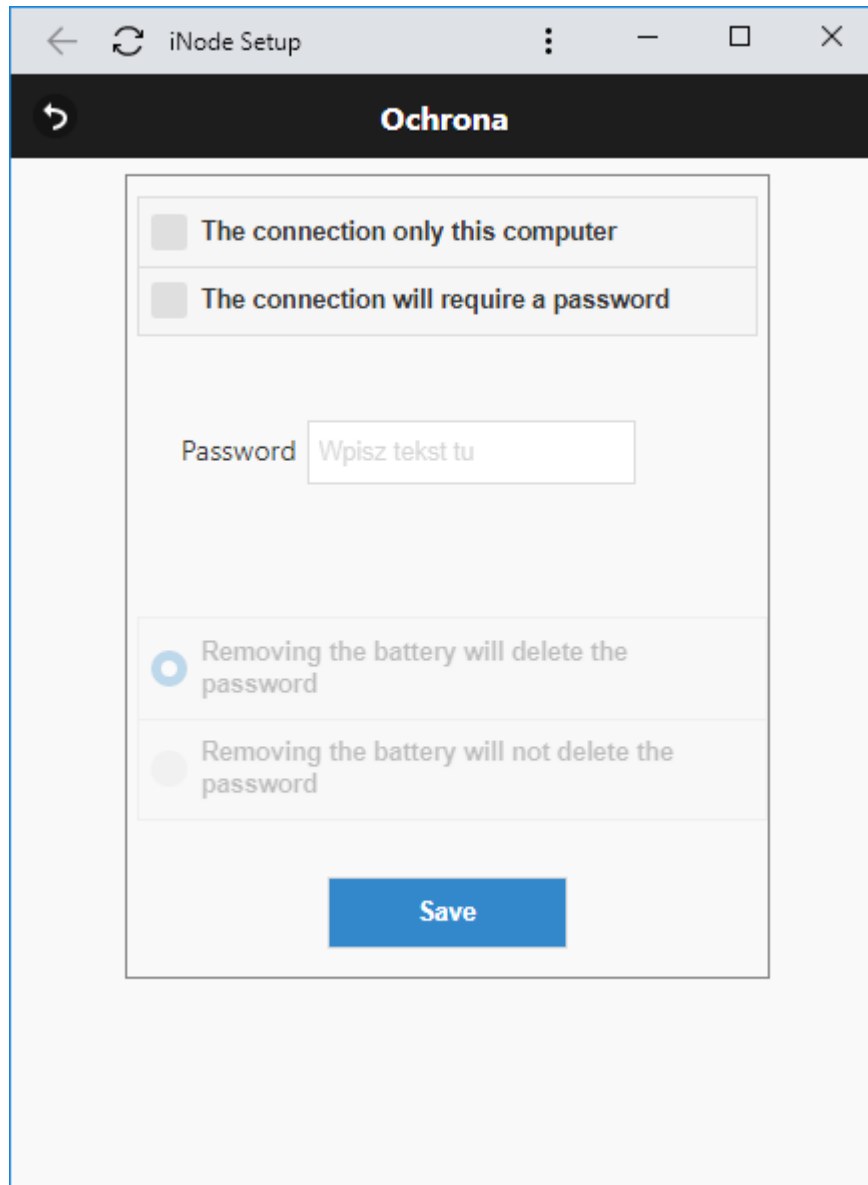 iNode Setup
Ochrona
The connection only this computer
The connection will require a password
Password Wpisz tekst tu
Removing the battery will delete the
password
Removing the battery will not delete the
password
Save